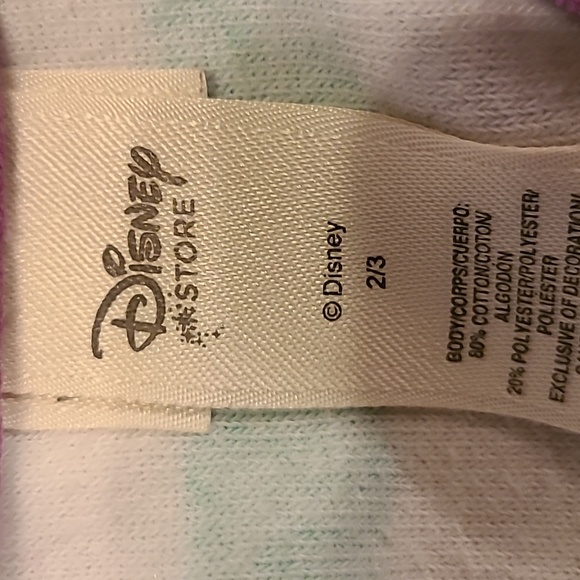 Disney
STORE
© Disney
2/3
BODY/CORPS/CUERPO:
80% COTTON/COTON/
ALGODÓN
20% POLYESTER/POLYESTER/
POLIÉSTER
EXCLUSIVE OF DECORATION